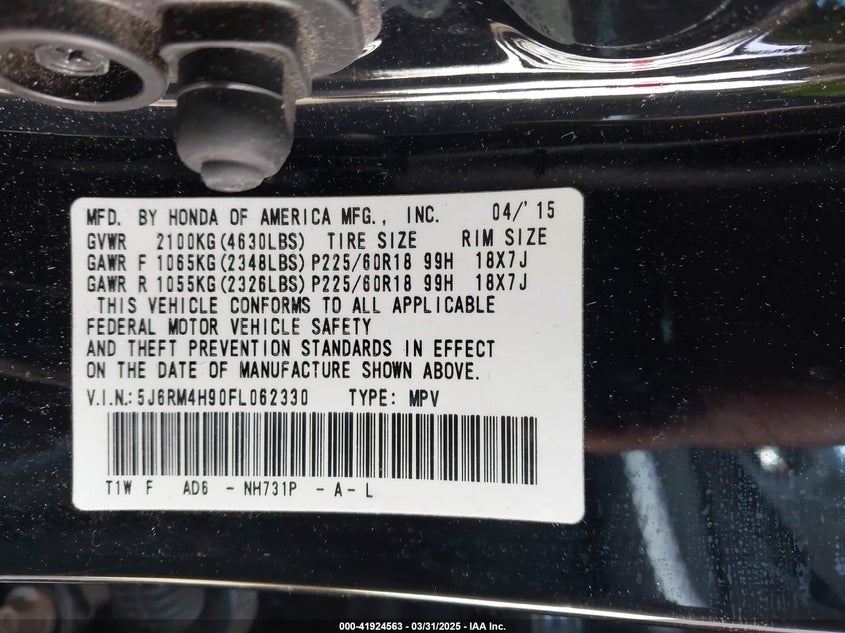 MFD. BY HONDA OF AMERICA MFG., INC. 04/'15
GVWR 2100KG(4630LBS) TIRE SIZE RIM SIZE
GAWR F 1065KG(2348LBS) P225/60R18 99H 18X7J
GAWR R 1055KG(2326LBS) P225/60R18 99H 18X7J
THIS VEHICLE CONFORMS TO ALL APPLICABLE
FEDERAL MOTOR VEHICLE SAFETY
AND THEFT PREVENTION STANDARDS IN EFFECT
ON THE DATE OF MANUFACTURE SHOWN ABOVE.
V.I.N.: 5J6RM4H90FL062330 TYPE: MPV
T1W F AD6 - NH731P - A - L
000-41924563 — 03/31/2025 - IAA Inc.